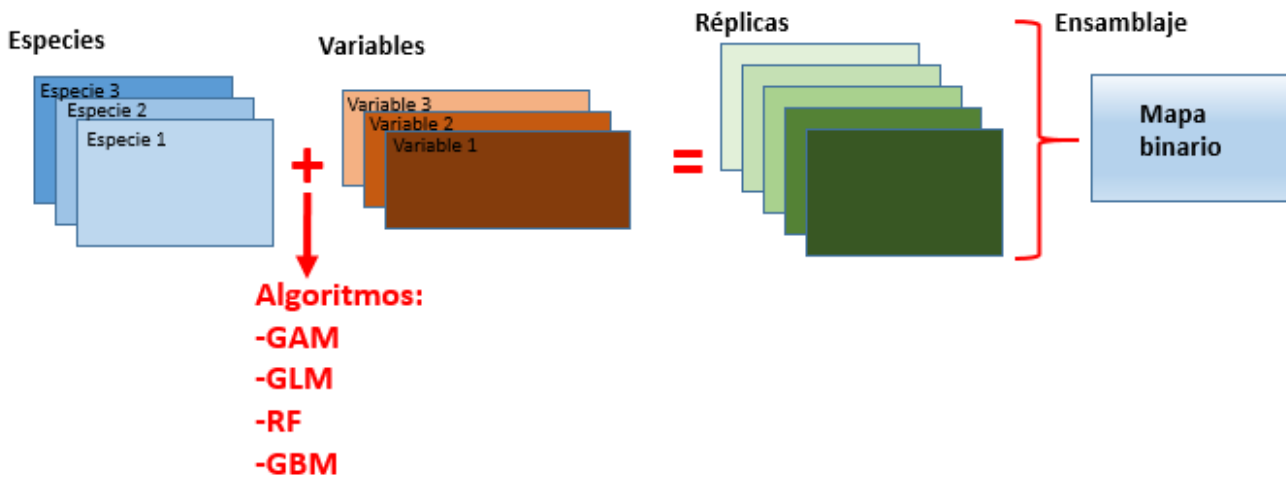 Especies
Especie 3
Especie 2
Especie 1
+
Variables
Variable 3
Variable 2
Variable 1
Algoritmos:
-GAM
-GLM
-RF
-GBM
=
Réplicas
Ensamblaje
Mapa
binario